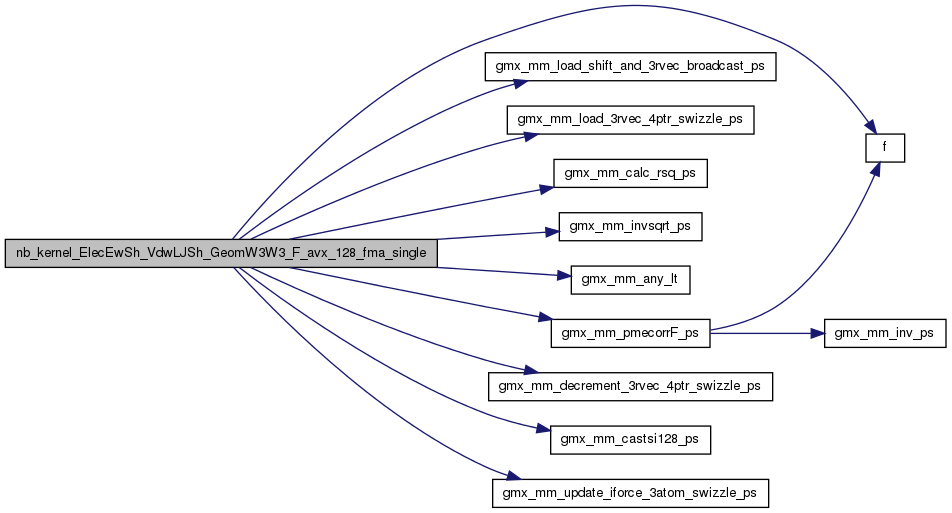 nb_kernel_ElecEwSh_VdwLJSh_GeomW3W3_F_avx_128_fma_single
gmx_mm_load_shift_and_3rvec_broadcast_ps
gmx_mm_load_3rvec_4ptr_swizzle_ps
gmx_mm_calc_rsq_ps
gmx_mm_invsqrt_ps
gmx_mm_any_lt
gmx_mm_pmecorrF_ps
gmx_mm_decrement_3rvec_4ptr_swizzle_ps
gmx_mm_castsi128_ps
gmx_mm_update_iforce_3atom_swizzle_ps
f
gmx_mm_inv_ps